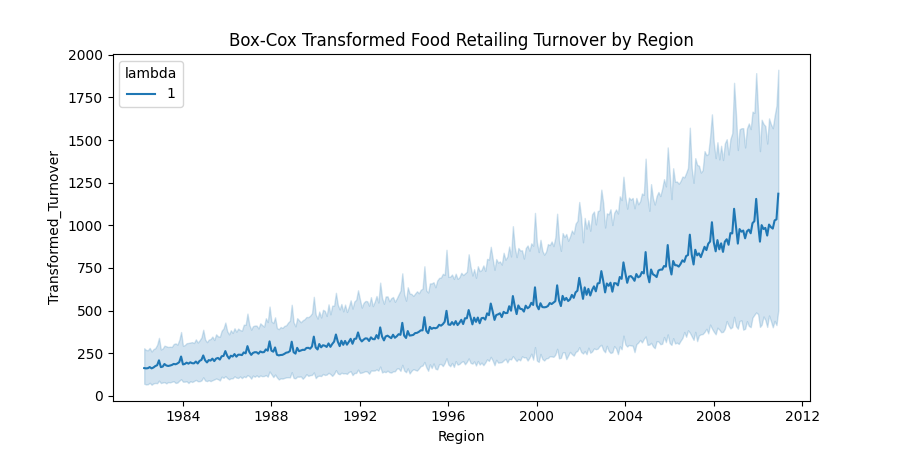 Box-Cox Transformed Food Retailing Turnover by Region
lambda
1
2000
1750
1500
1250
1000
750
500
250
0
Transformed_Turnover
1984 1988 1992 1996 2000 2004 2008 2012
Region